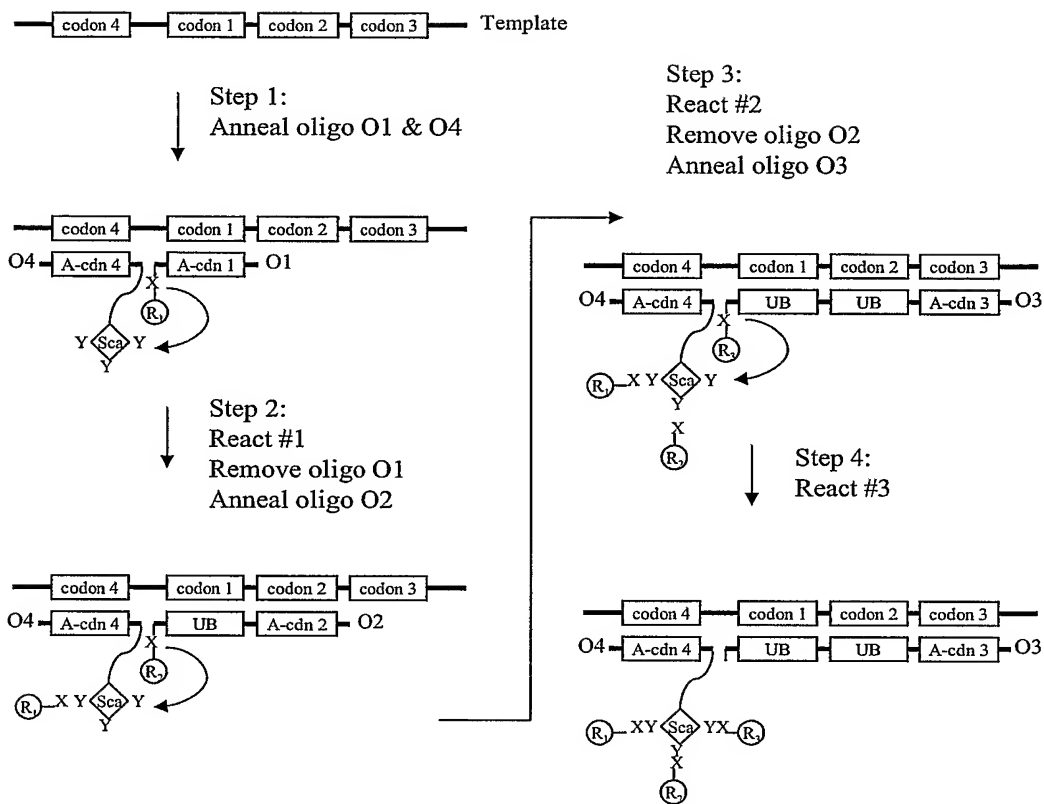 codon 4 codon 1 codon 2 codon 3 Template
Step 1:
Anneal oligo O1 & O4
codon 4 codon 1 codon 2 codon 3
O4 A-cdn 4 A-cdn 1 O1
X
R₁
Y Sca Y
Y
Step 2:
React #1
Remove oligo O1
Anneal oligo O2
codon 4 codon 1 codon 2 codon 3
O4 A-cdn 4 UB A-cdn 2 O2
X
R₂
R₁ X Y Sca Y
Y
Step 3:
React #2
Remove oligo O2
Anneal oligo O3
codon 4 codon 1 codon 2 codon 3
O4 A-cdn 4 UB UB A-cdn 3 O3
X
R₃
R₁ X Y Sca Y
Y
X
R₂
Step 4:
React #3
codon 4 codon 1 codon 2 codon 3
O4 A-cdn 4 UB UB A-cdn 3 O3
R₁ XY Sca YX R₃
Y
X
R₂